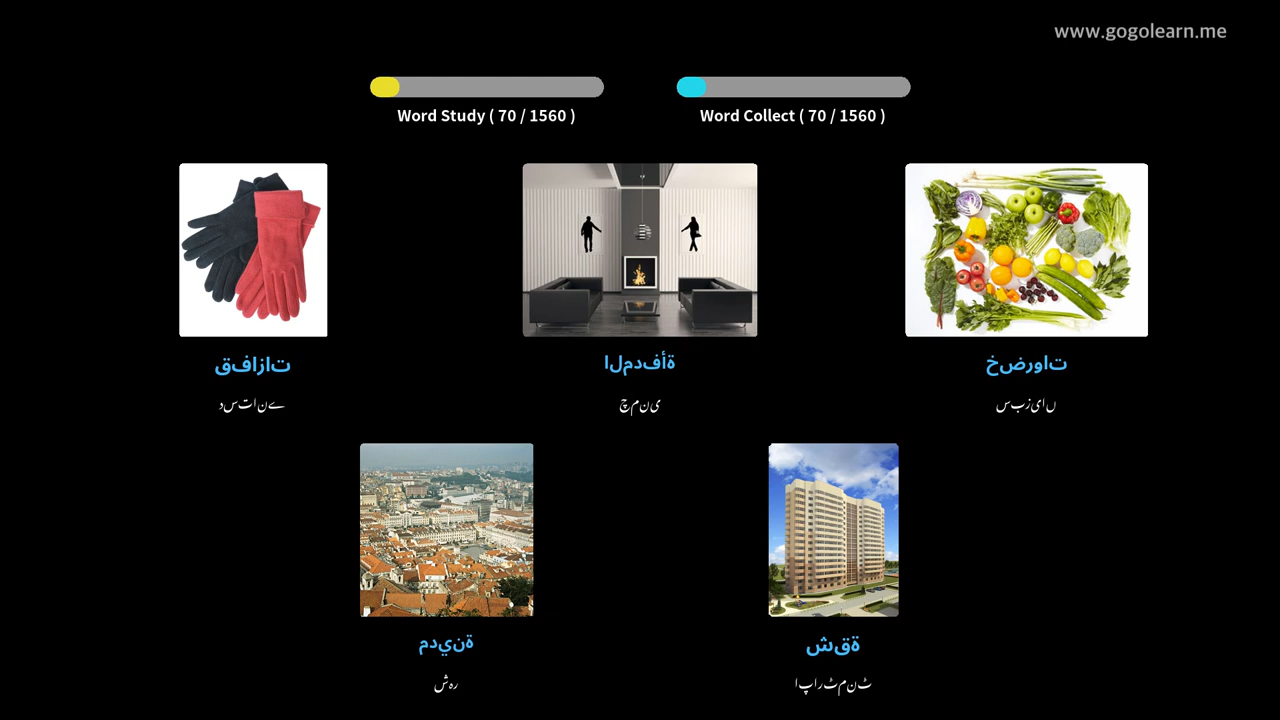 www.gogolearn.me
Word Study ( 70 / 1560 )
Word Collect ( 70 / 1560 )
قفازات
المدفأة
خضروات
دستانے
چمنی
سبزیاں
مدينة
شقة
شہر
اپارٹمنٹ